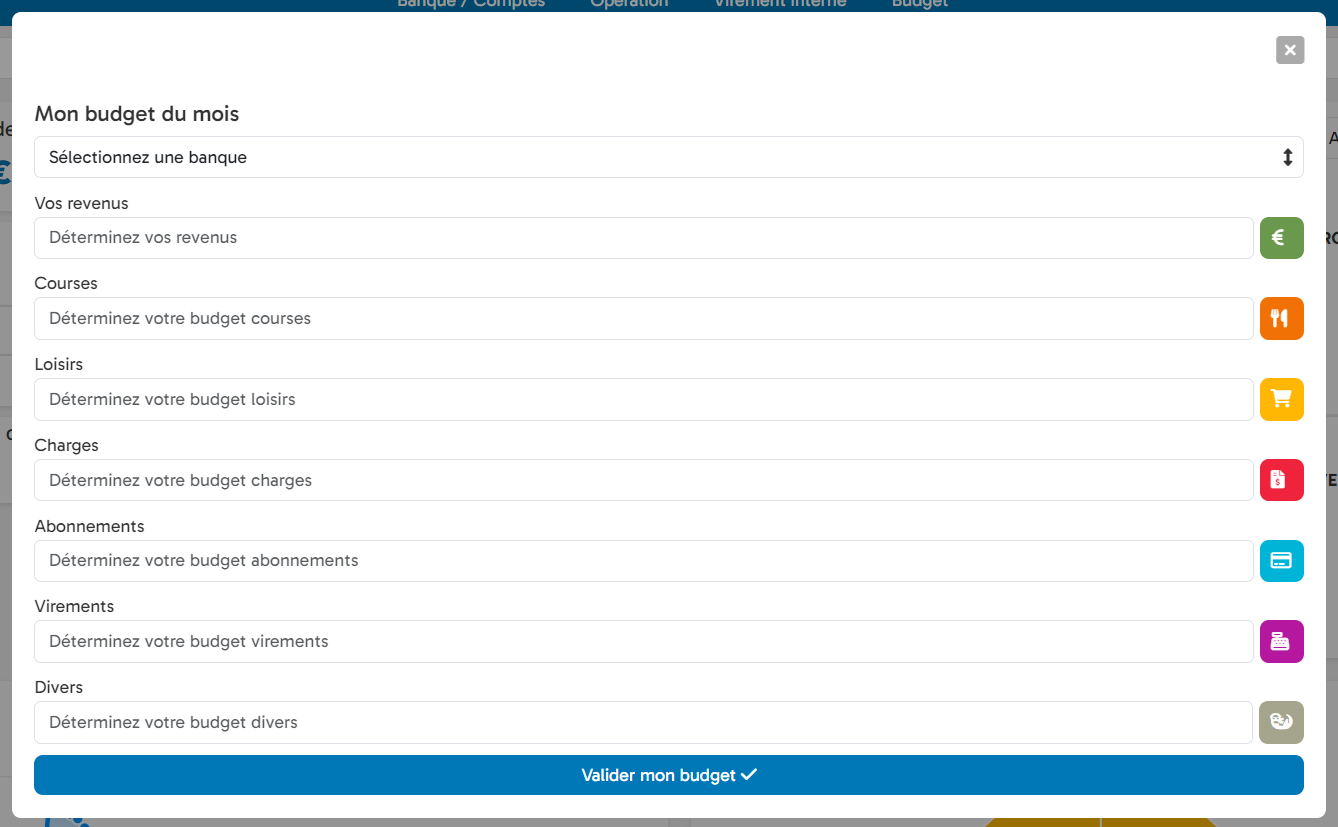 Banque / Comptes Opération Virement interne Budget
Mon budget du mois
Sélectionnez une banque
Vos revenus
Déterminez vos revenus
€
Courses
Déterminez votre budget courses
Loisirs
Déterminez votre budget loisirs
Charges
Déterminez votre budget charges
Abonnements
Déterminez votre budget abonnements
Virements
Déterminez votre budget virements
Divers
Déterminez votre budget divers
Valider mon budget